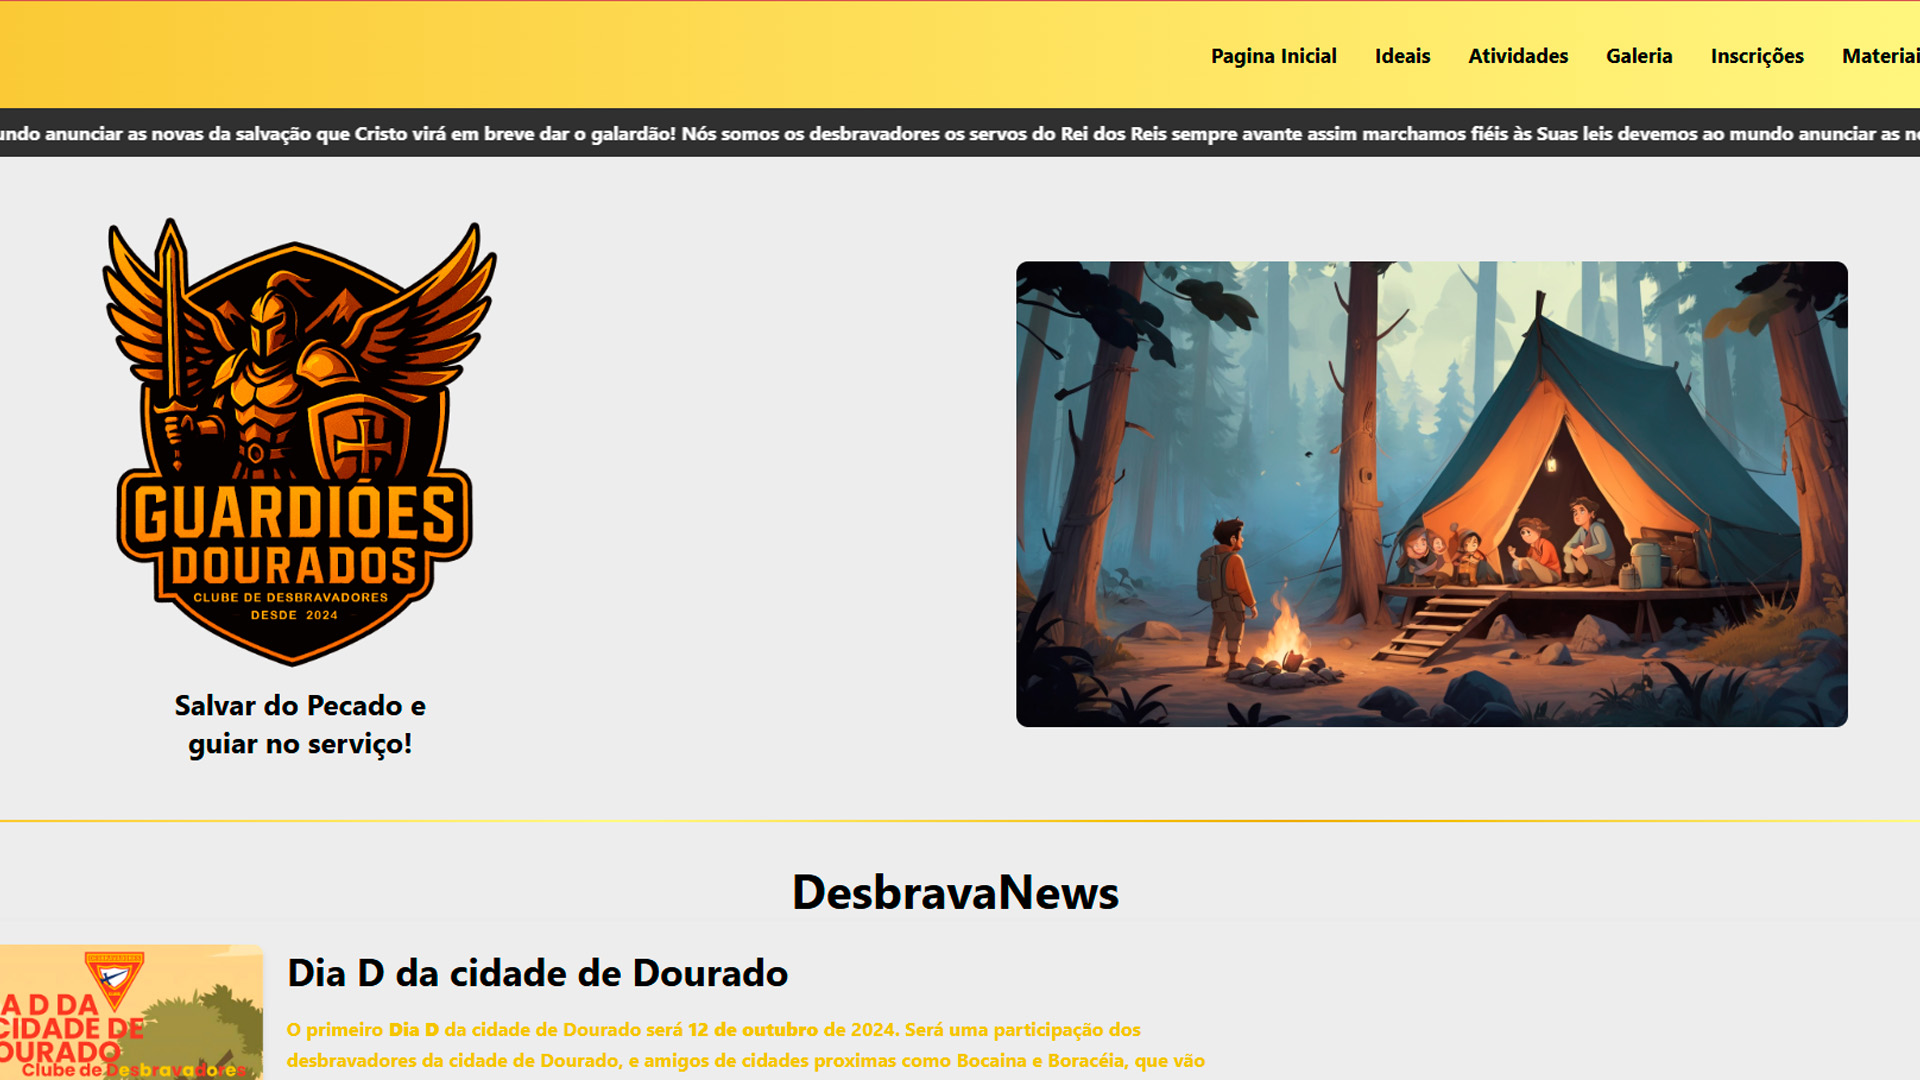 Pagina Inicial Ideais Atividades Galeria Inscrições
anunciar as novas da salvação que Cristo virá em breve dar o galardão! Nós somos os desbravadores os servos do Rei dos Reis sempre avante assim marchamos fiéis às Suas leis devemos ao mundo anunciar as
GUARDIÕES
DOURADOS
CLUBE DE DESBRAVADORES
DESDE 2024
Salvar do Pecado e
guiar no serviço!
DesbravaNews
Dia D da cidade de Dourado
O primeiro Dia D da cidade de Dourado será 12 de outubro de 2024. Será uma participação dos
desbravadores da cidade de Dourado, e amigos de cidades proximas como Bocaina e Boracéia, que vão
A D DA
CIDADE DE
OURADO
Clube de Desbravadores